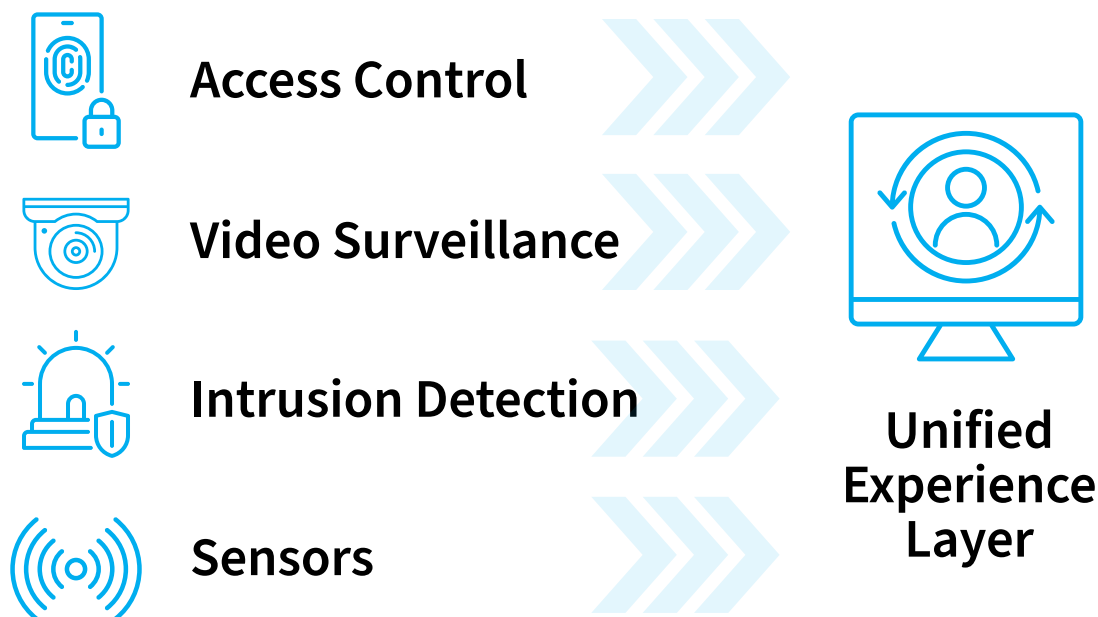 Access Control
Video Surveillance
Intrusion Detection
Sensors
Unified
Experience
Layer